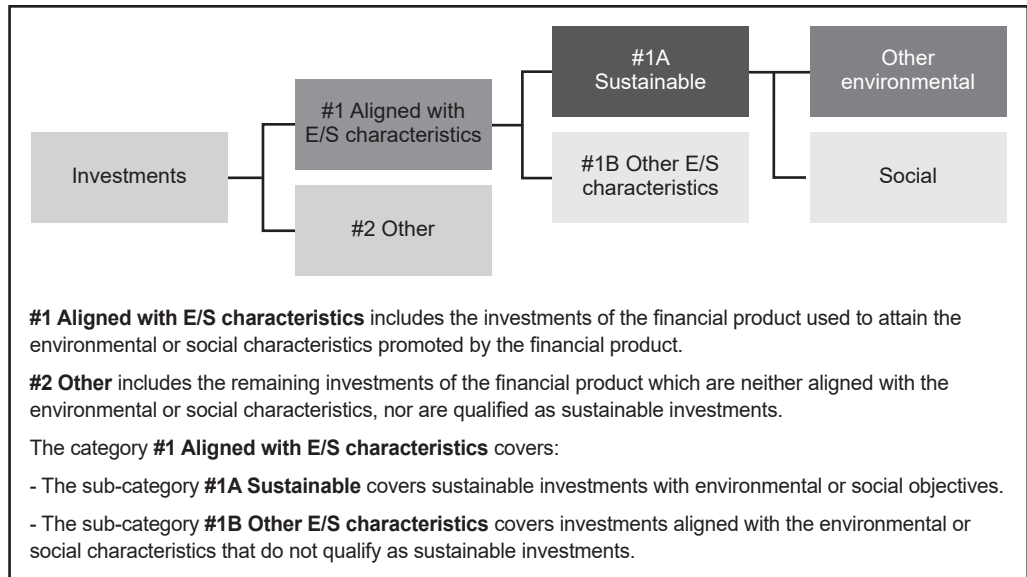 #1A
Sustainable
Other
environmental
#1 Aligned with
E/S characteristics
Investments
#1B Other E/S
characteristics
Social
#2 Other
#1 Aligned with E/S characteristics includes the investments of the financial product used to attain the
environmental or social characteristics promoted by the financial product.
#2 Other includes the remaining investments of the financial product which are neither aligned with the
environmental or social characteristics, nor are qualified as sustainable investments.
The category #1 Aligned with E/S characteristics covers:
- The sub-category #1A Sustainable covers sustainable investments with environmental or social objectives.
- The sub-category #1B Other E/S characteristics covers investments aligned with the environmental or
social characteristics that do not qualify as sustainable investments.